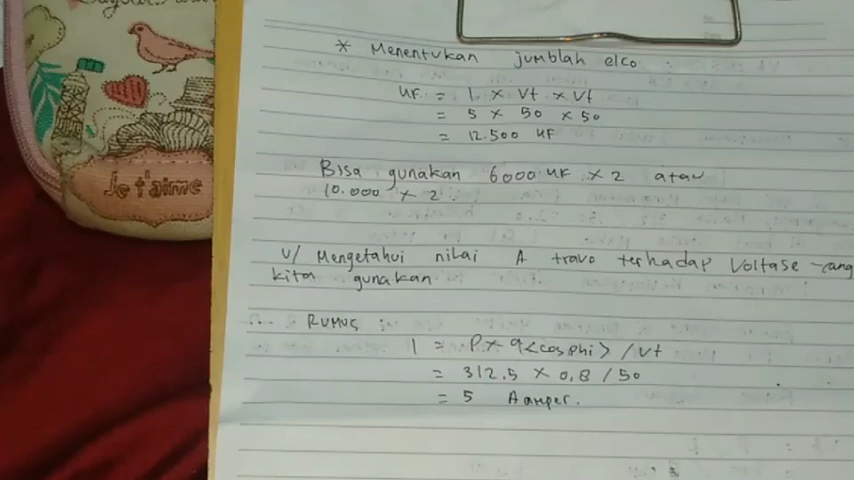 * Menentukan jumblah elco
UF = I x Vt x Vt
= 5 x 50 x 50
= 12.500 UF
Bisa gunakan 6000 UF x 2 atau
10.000 x 2.
U/ Mengetahui nilai A travo terhadap Voltase yang
kita gunakan
RUMUS :
I = P x q<cos phi> / Vt
= 312.5 x 0,8 / 50
= 5 Aamper.
Je t'aime